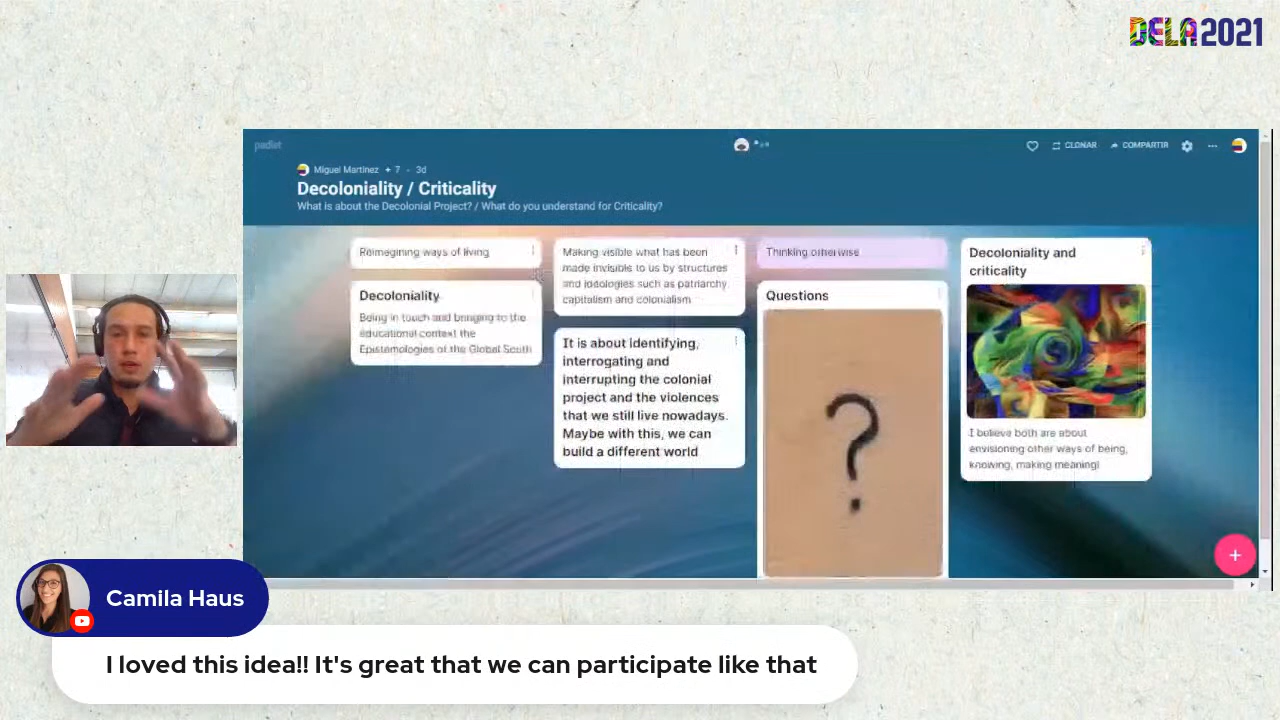 DELA 2021
padlet
CLONAR
COMPARTIR
Miguel Martinez + 7 • 3d
Decoloniality / Criticality
What is about the Decolonial Project? / What do you understand for Criticality?
Reimagining ways of living
Decoloniality
Being in touch and bringing to the
educational context the
Epistemologies of the Global South
Making visible what has been
made invisible to us by structures
and ideologies such as patriarchy,
capitalism and colonialism
It is about identifying,
interrogating and
interrupting the colonial
project and the violences
that we still live nowadays.
Maybe with this, we can
build a different world
Thinking otherwise
Questions
?
Decoloniality and
criticality
I believe both are about
envisioning other ways of being,
knowing, making meaning!
Camila Haus
I loved this idea!! It's great that we can participate like that